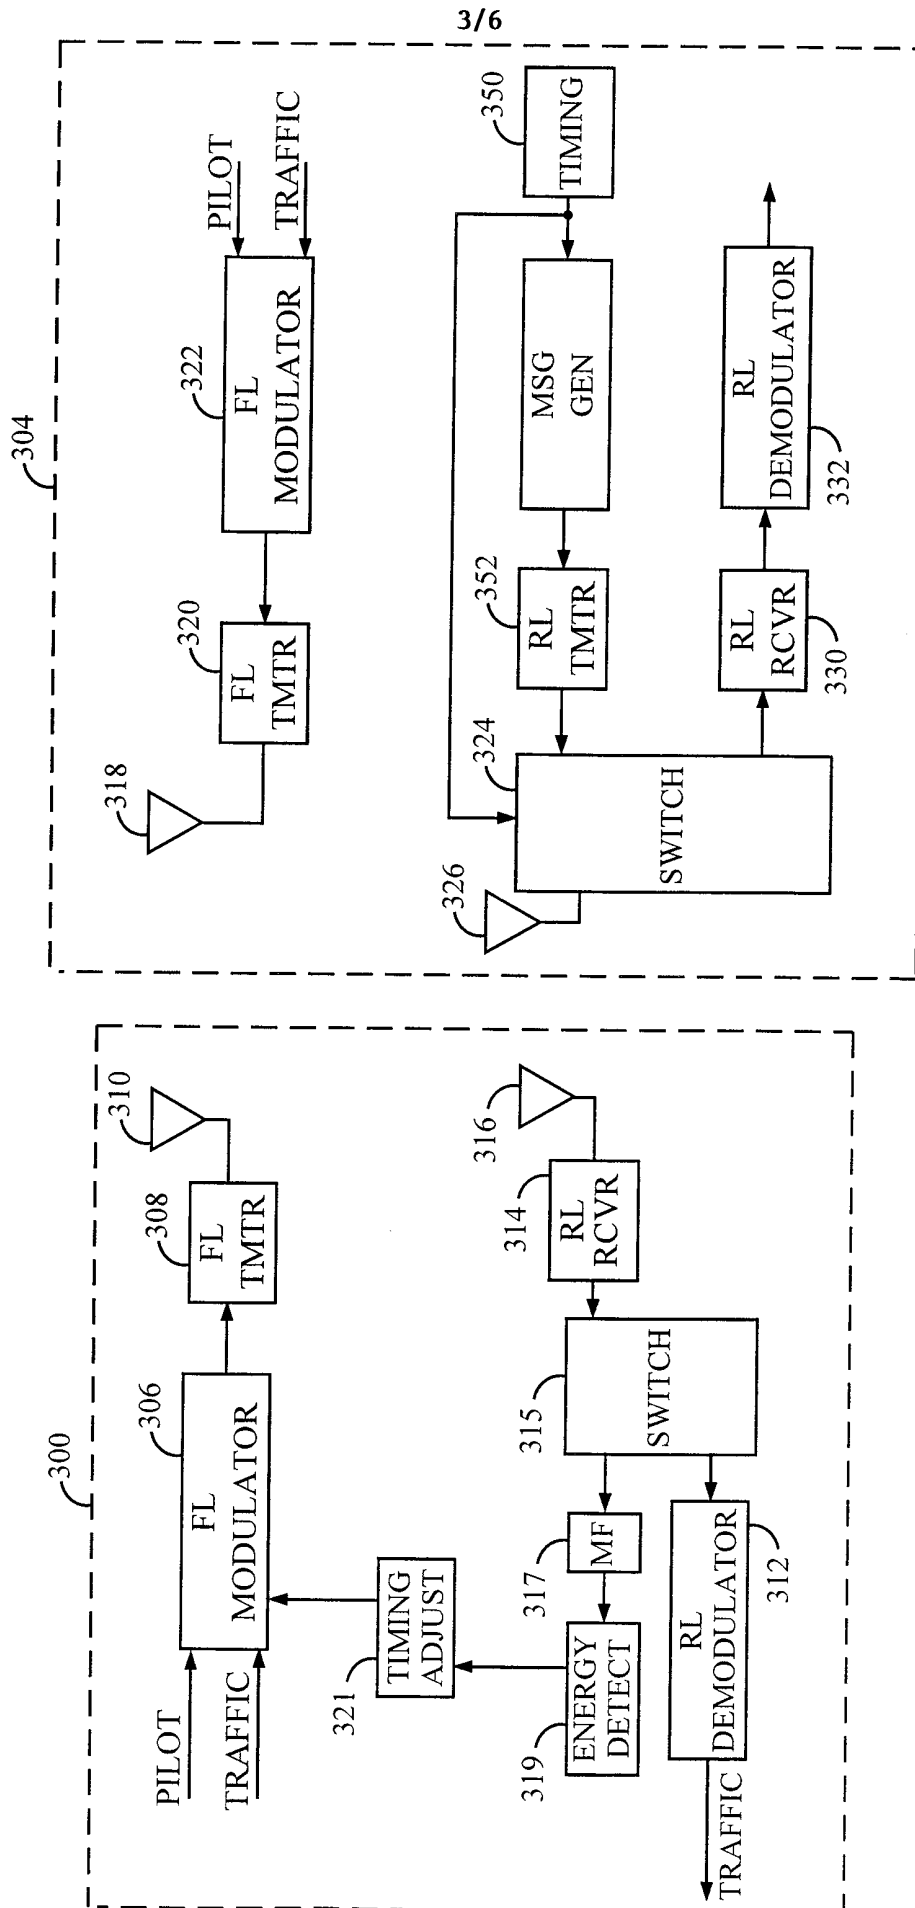 3/6
304
PILOT
TRAFFIC
322
FL
MODULATOR
320
FL
TMTR
318
350
TIMING
MSG
GEN
352
RL
TMTR
324
SWITCH
326
RL
RCVR
330
RL
DEMODULATOR
332
300
PILOT
TRAFFIC
306
FL
MODULATOR
308
FL
TMTR
310
TIMING
ADJUST
321
316
314
RL
RCVR
315
SWITCH
317
MF
319
ENERGY
DETECT
312
RL
DEMODULATOR
TRAFFIC